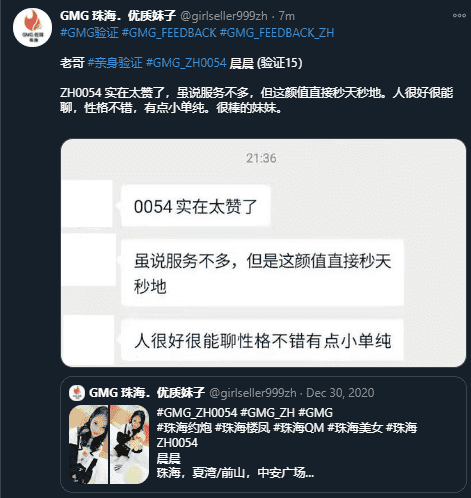 GMG 珠海．优质妹子 @girlseller999zh · 7m
#GMG验证 #GMG_FEEDBACK #GMG_FEEDBACK_ZH
老哥 #亲身验证 #GMG_ZH0054 晨晨 (验证15)
ZH0054 实在太赞了，虽说服务不多，但这颜值直接秒天秒地。人很好很能
聊，性格不错，有点小单纯。很棒的妹妹。
21:36
0054 实在太赞了
虽说服务不多，但是这颜值直接秒天
秒地
人很好很能聊性格不错有点小单纯
GMG 珠海．优质妹子 @girlseller999zh · Dec 30, 2020
#GMG_ZH0054 #GMG_ZH #GMG
#珠海约炮 #珠海楼凤 #珠海QM #珠海美女 #珠海
ZH0054
晨晨
珠海，夏湾/前山，中安广场...